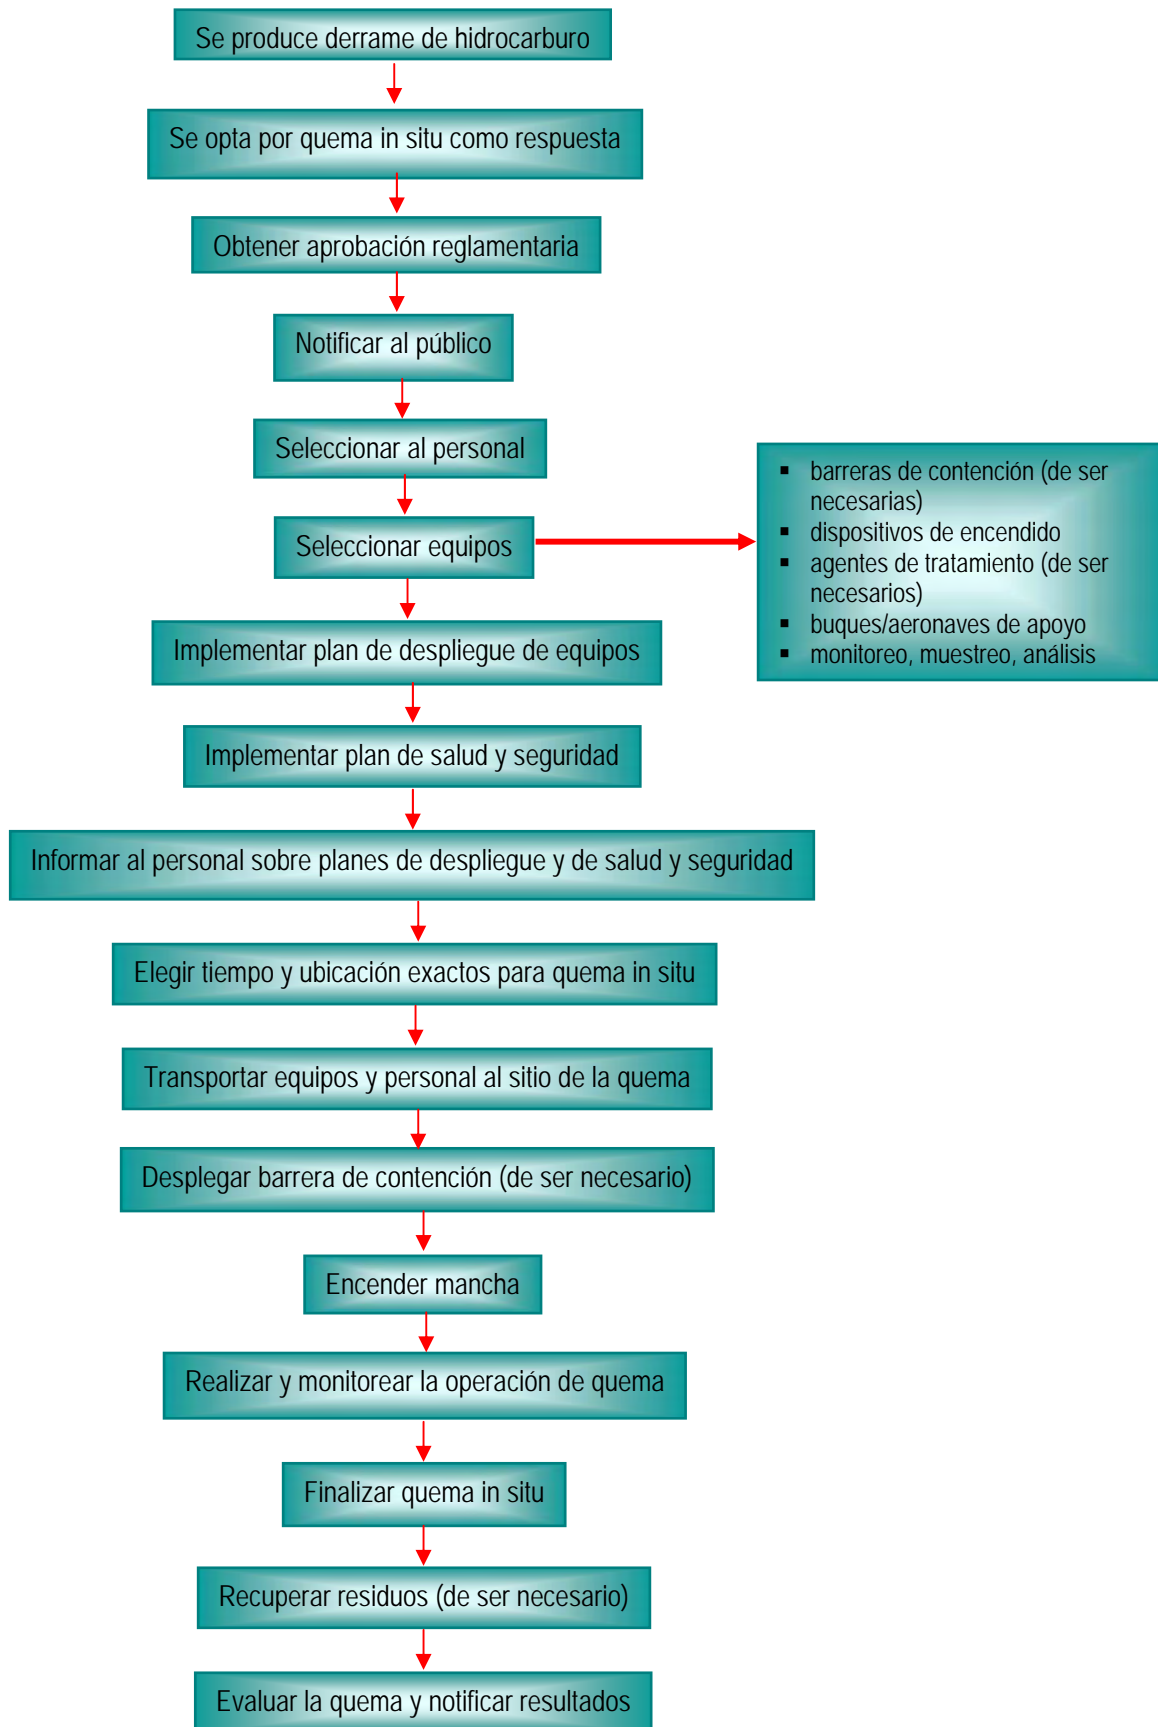 Se produce derrame de hidrocarburo
Se opta por quema in situ como respuesta
Obtener aprobación reglamentaria
Notificar al público
Seleccionar al personal
Seleccionar equipos
▪ barreras de contención (de ser
necesarias)
▪ dispositivos de encendido
▪ agentes de tratamiento (de ser
necesarios)
▪ buques/aeronaves de apoyo
▪ monitoreo, muestreo, análisis
Implementar plan de despliegue de equipos
Implementar plan de salud y seguridad
Informar al personal sobre planes de despliegue y de salud y seguridad
Elegir tiempo y ubicación exactos para quema in situ
Transportar equipos y personal al sitio de la quema
Desplegar barrera de contención (de ser necesario)
Encender mancha
Realizar y monitorear la operación de quema
Finalizar quema in situ
Recuperar residuos (de ser necesario)
Evaluar la quema y notificar resultados